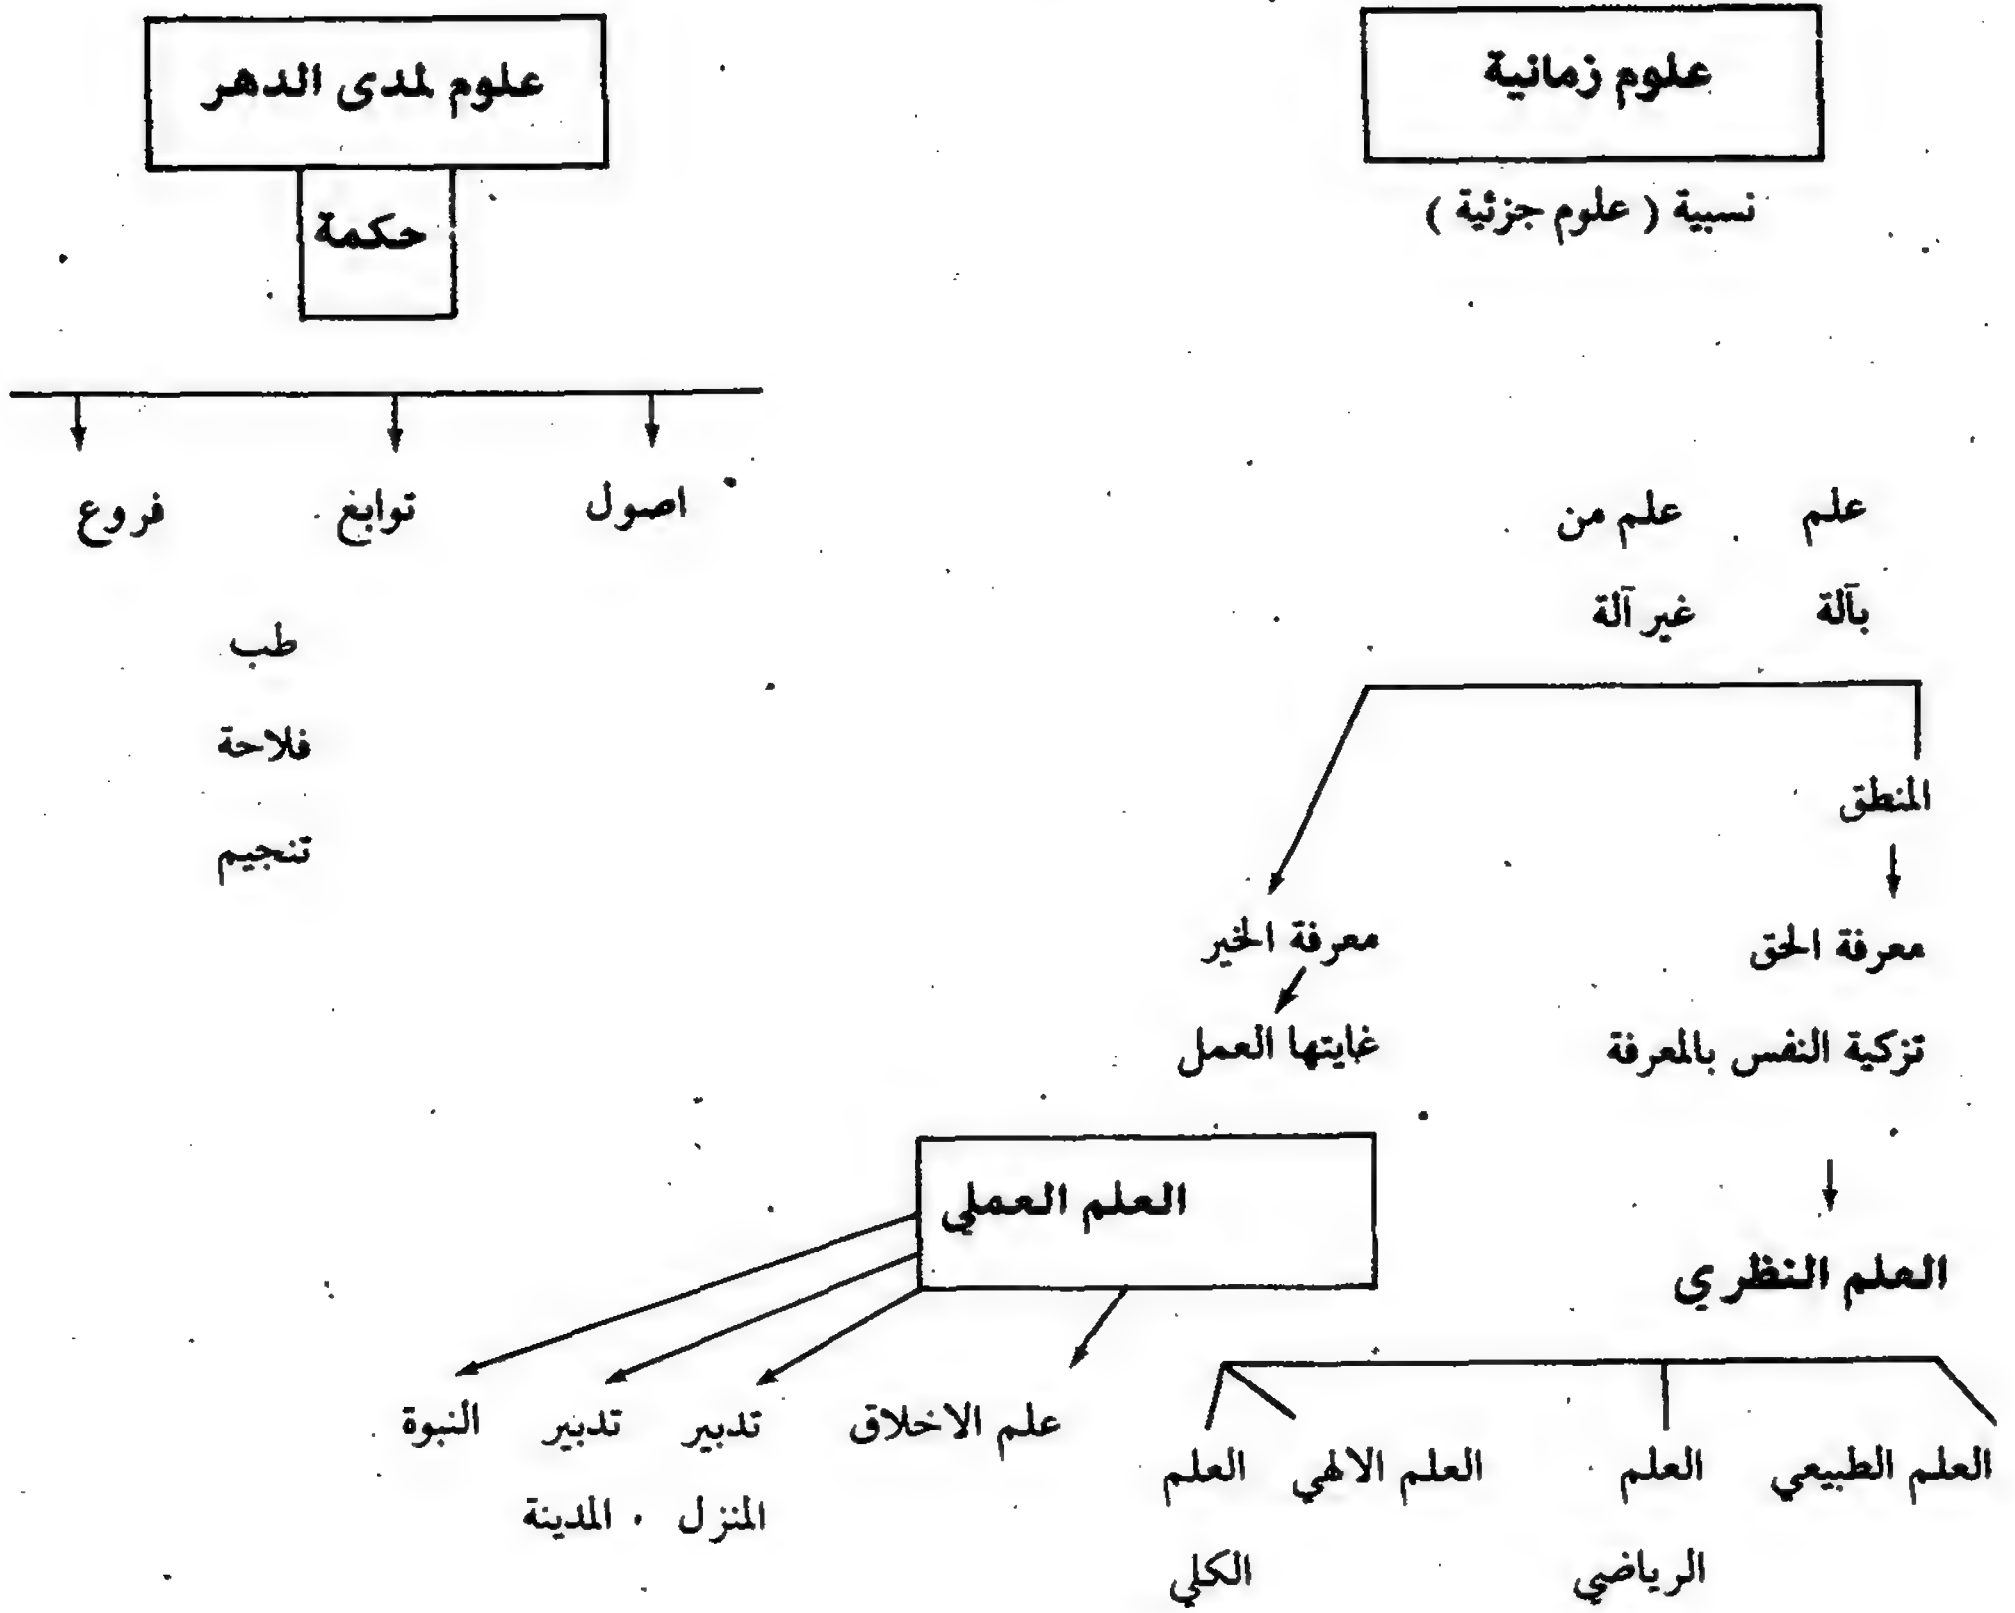 علوم زمانية
نسبية ( علوم جزئية )
علوم لمدى الدهر
حكمة
اصول
توابغ
فروع
طب
فلاحة
تنجيم
علم
بآلة
علم من
غير آلة
المنطق
معرفة الحق
تزكية النفس بالمعرفة
معرفة الخير
غايتها العمل
العلم النظري
العلم العملي
العلم الطبيعي
العلم
الرياضي
العلم الالهي
العلم
الكلي
علم الاخلاق
تدبير
المنزل
تدبير
المدينة
النبوة